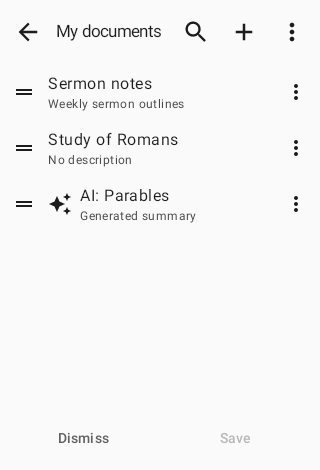 My documents
Sermon notes
Weekly sermon outlines
Study of Romans
No description
AI: Parables
Generated summary
Dismiss
Save